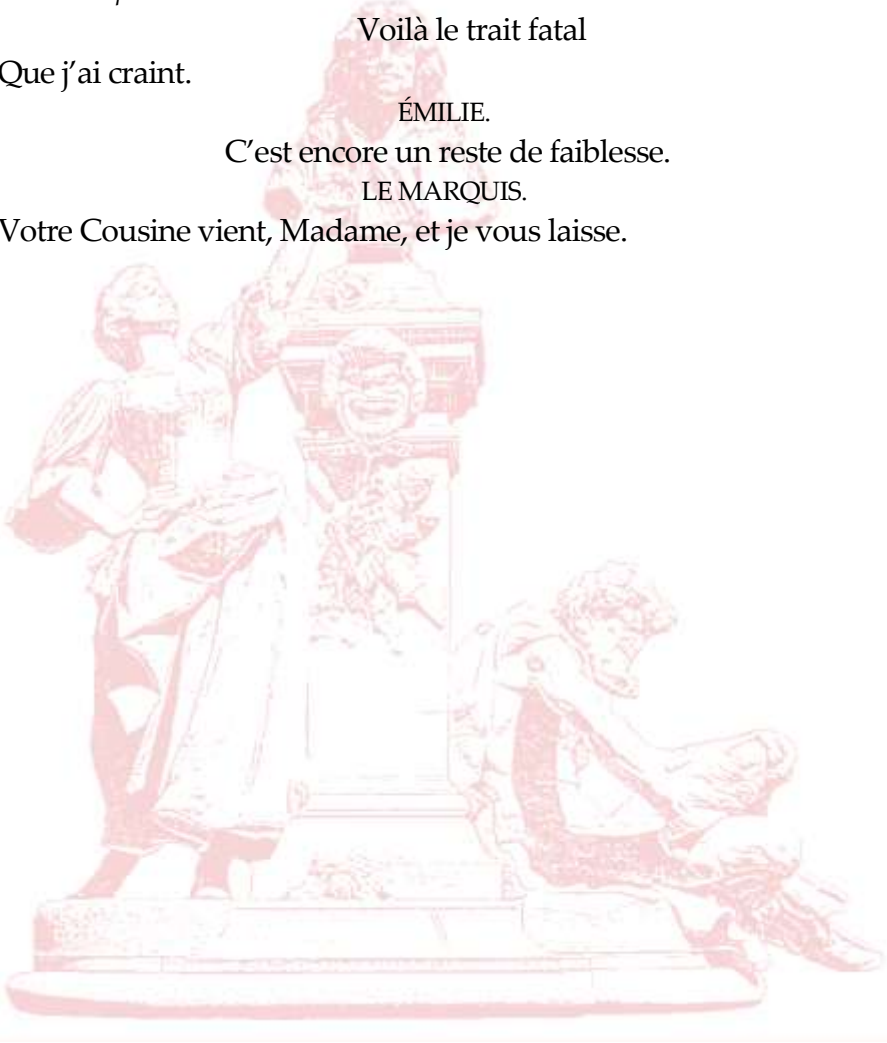 Voilà le trait fatal
Que j’ai craint.
ÉMILIE.
C’est encore un reste de faiblesse.
LE MARQUIS.
Votre Cousine vient, Madame, et je vous laisse.